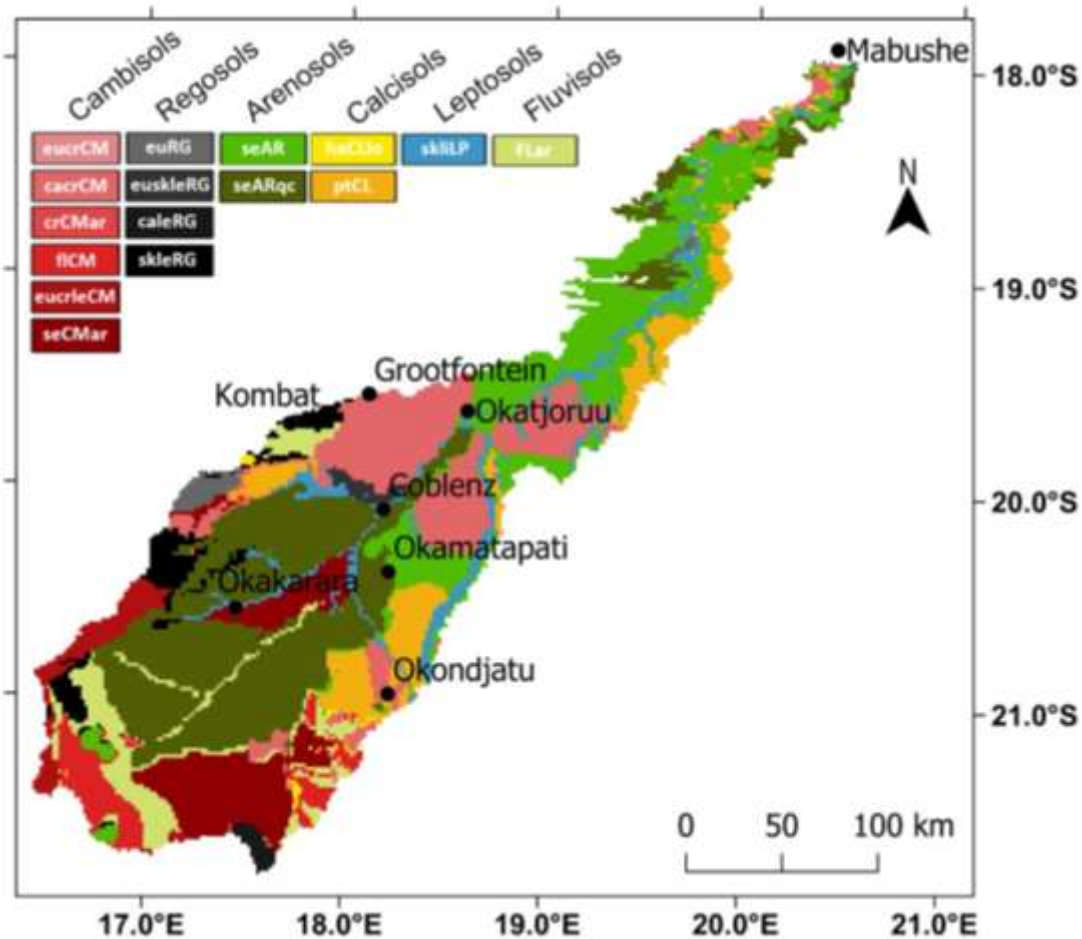 Mabushe
18.0°S
Cambisols
Regosols
Arenosols
Calcisols
Leptosols
Fluvisols
eucrCM euRG seAR skliLP FLar
cacrCM euskleRG seARqc ptCL
crCMar caleRG
flCM skleRG
eucrleCM
seCMar
N
19.0°S
Grootfontein
Kombat
Okatjoruu
20.0°S
Coblenz
Okamatapati
Okakarara
Okondjatu
21.0°S
0 50 100 km
17.0°E 18.0°E 19.0°E 20.0°E 21.0°E